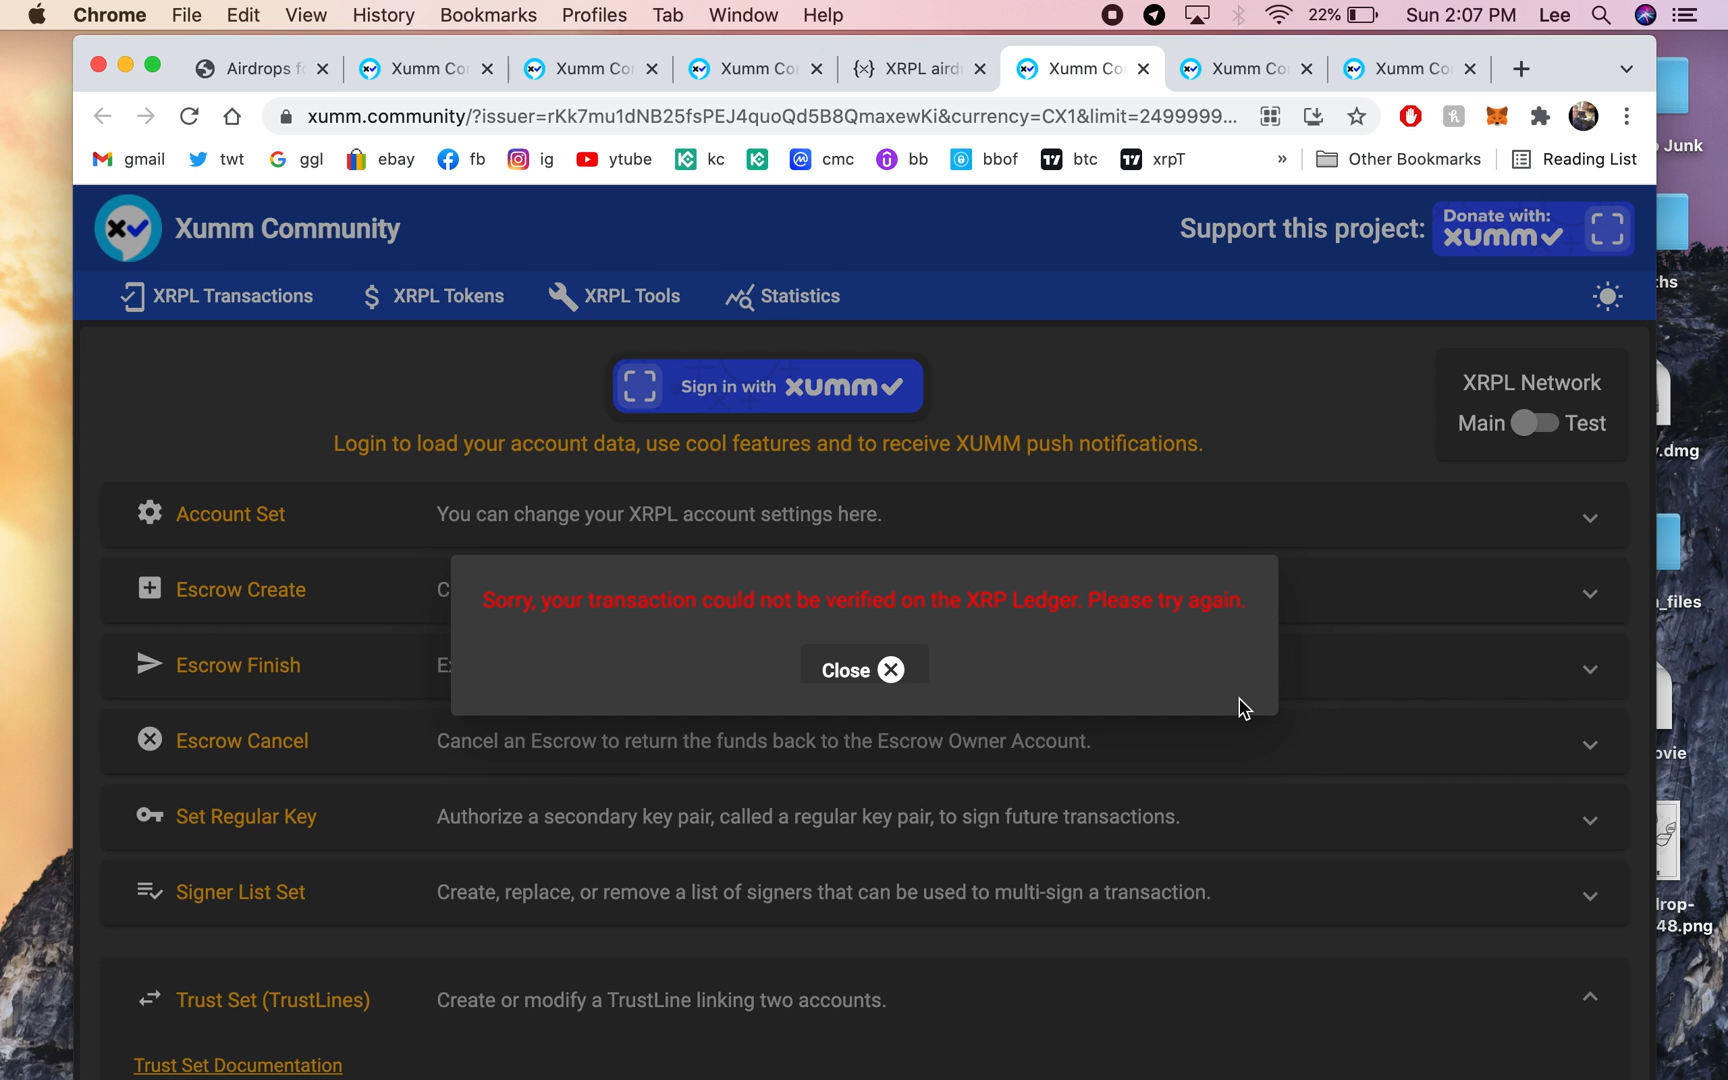 Chrome File Edit View History Bookmarks Profiles Tab Window Help 22% Sun 2:07 PM Lee
Airdrops f Xumm Co Xumm Co Xumm Co {x} XRPL aird Xumm Co Xumm Co Xumm Co
xumm.community/?issuer=rKk7mu1dNB25fsPEJ4quoQd5B8QmaxewKi&currency=CX1&limit=2499999...
gmail twt ggl ebay fb ig ytube kc cmc bb bbof btc xrpT » Other Bookmarks Reading List
Junk
Xumm Community
Support this project:
Donate with:
xumm
XRPL Transactions XRPL Tokens XRPL Tools Statistics
ths
Sign in with xumm
XRPL Network
Main Test
Login to load your account data, use cool features and to receive XUMM push notifications.
.dmg
Account Set You can change your XRPL account settings here.
Escrow Create C
Sorry, your transaction could not be verified on the XRP Ledger. Please try again.
_files
Escrow Finish E
Close
Escrow Cancel Cancel an Escrow to return the funds back to the Escrow Owner Account.
ovie
Set Regular Key Authorize a secondary key pair, called a regular key pair, to sign future transactions.
Signer List Set Create, replace, or remove a list of signers that can be used to multi-sign a transaction.
rop-
48.png
Trust Set (TrustLines) Create or modify a TrustLine linking two accounts.
Trust Set Documentation